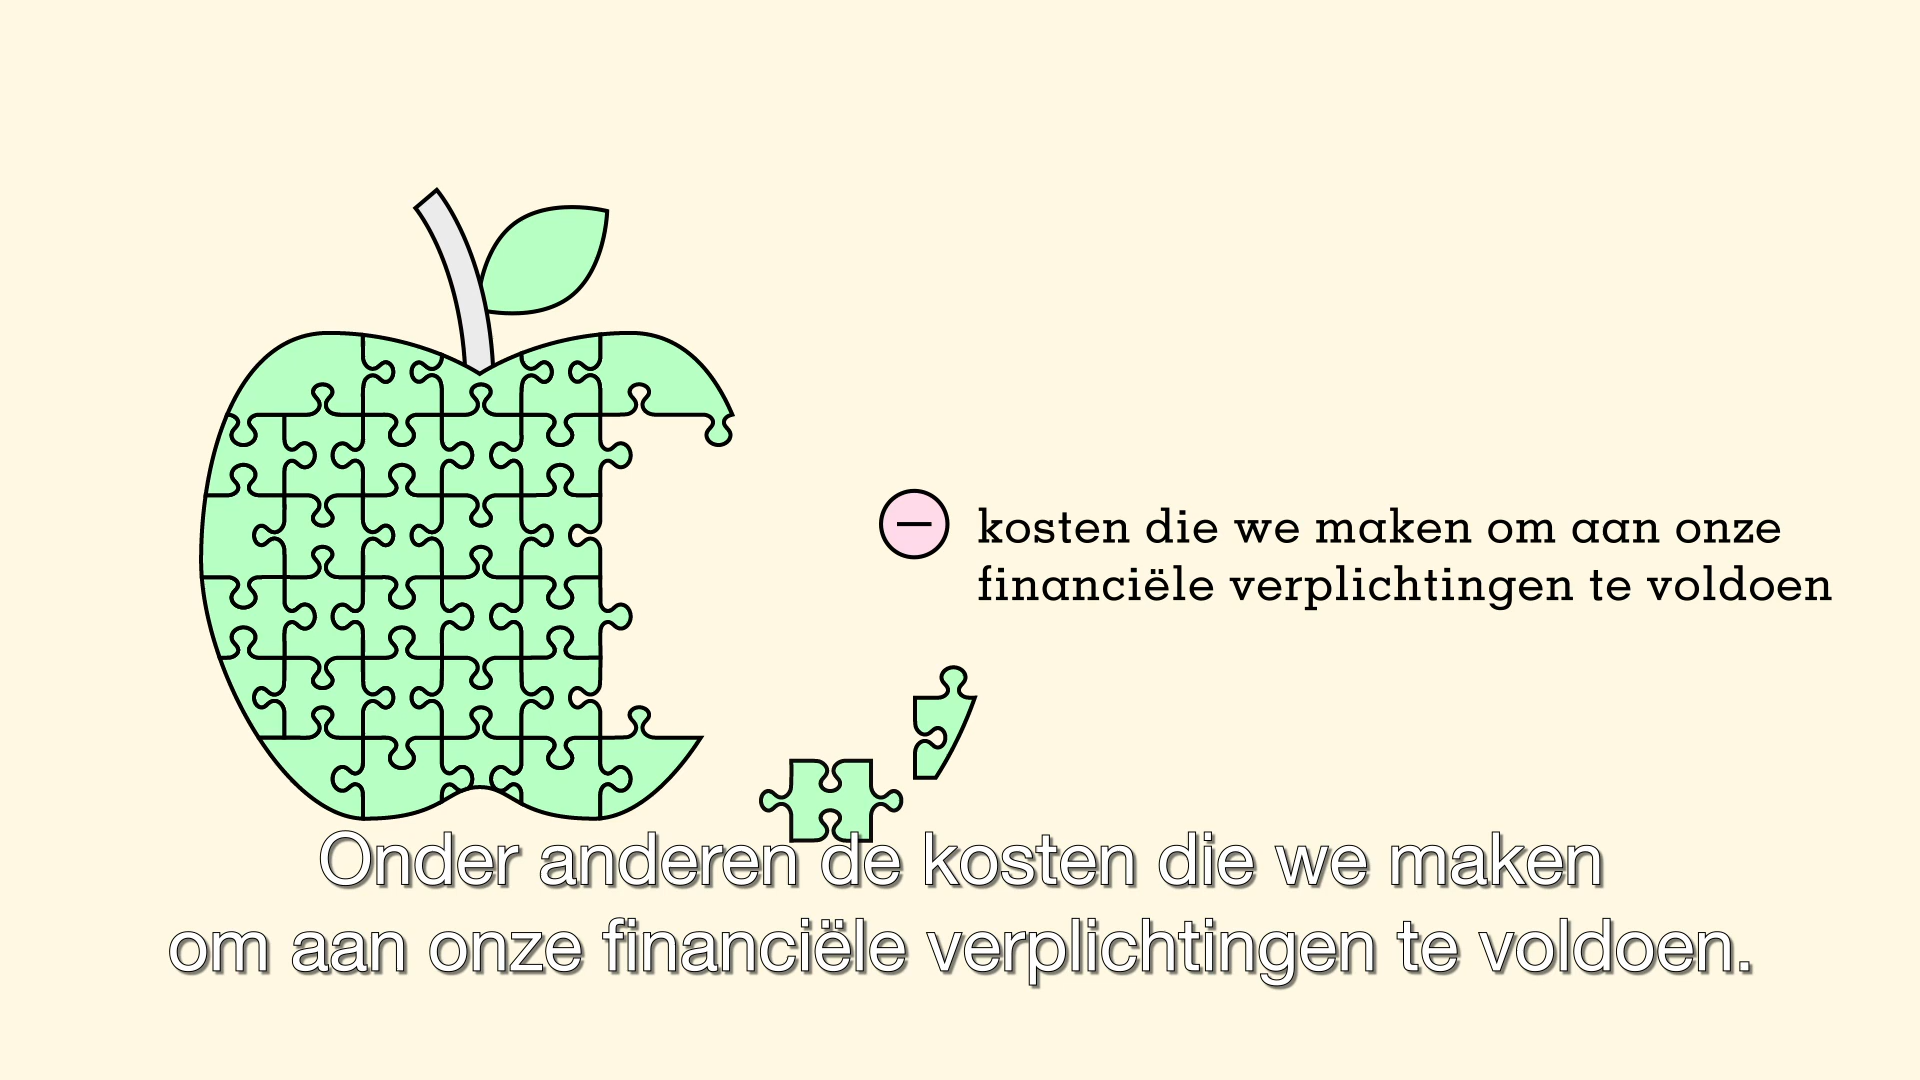 kosten die we maken om aan onze
financiële verplichtingen te voldoen
Onder anderen de kosten die we maken
om aan onze financiële verplichtingen te voldoen.